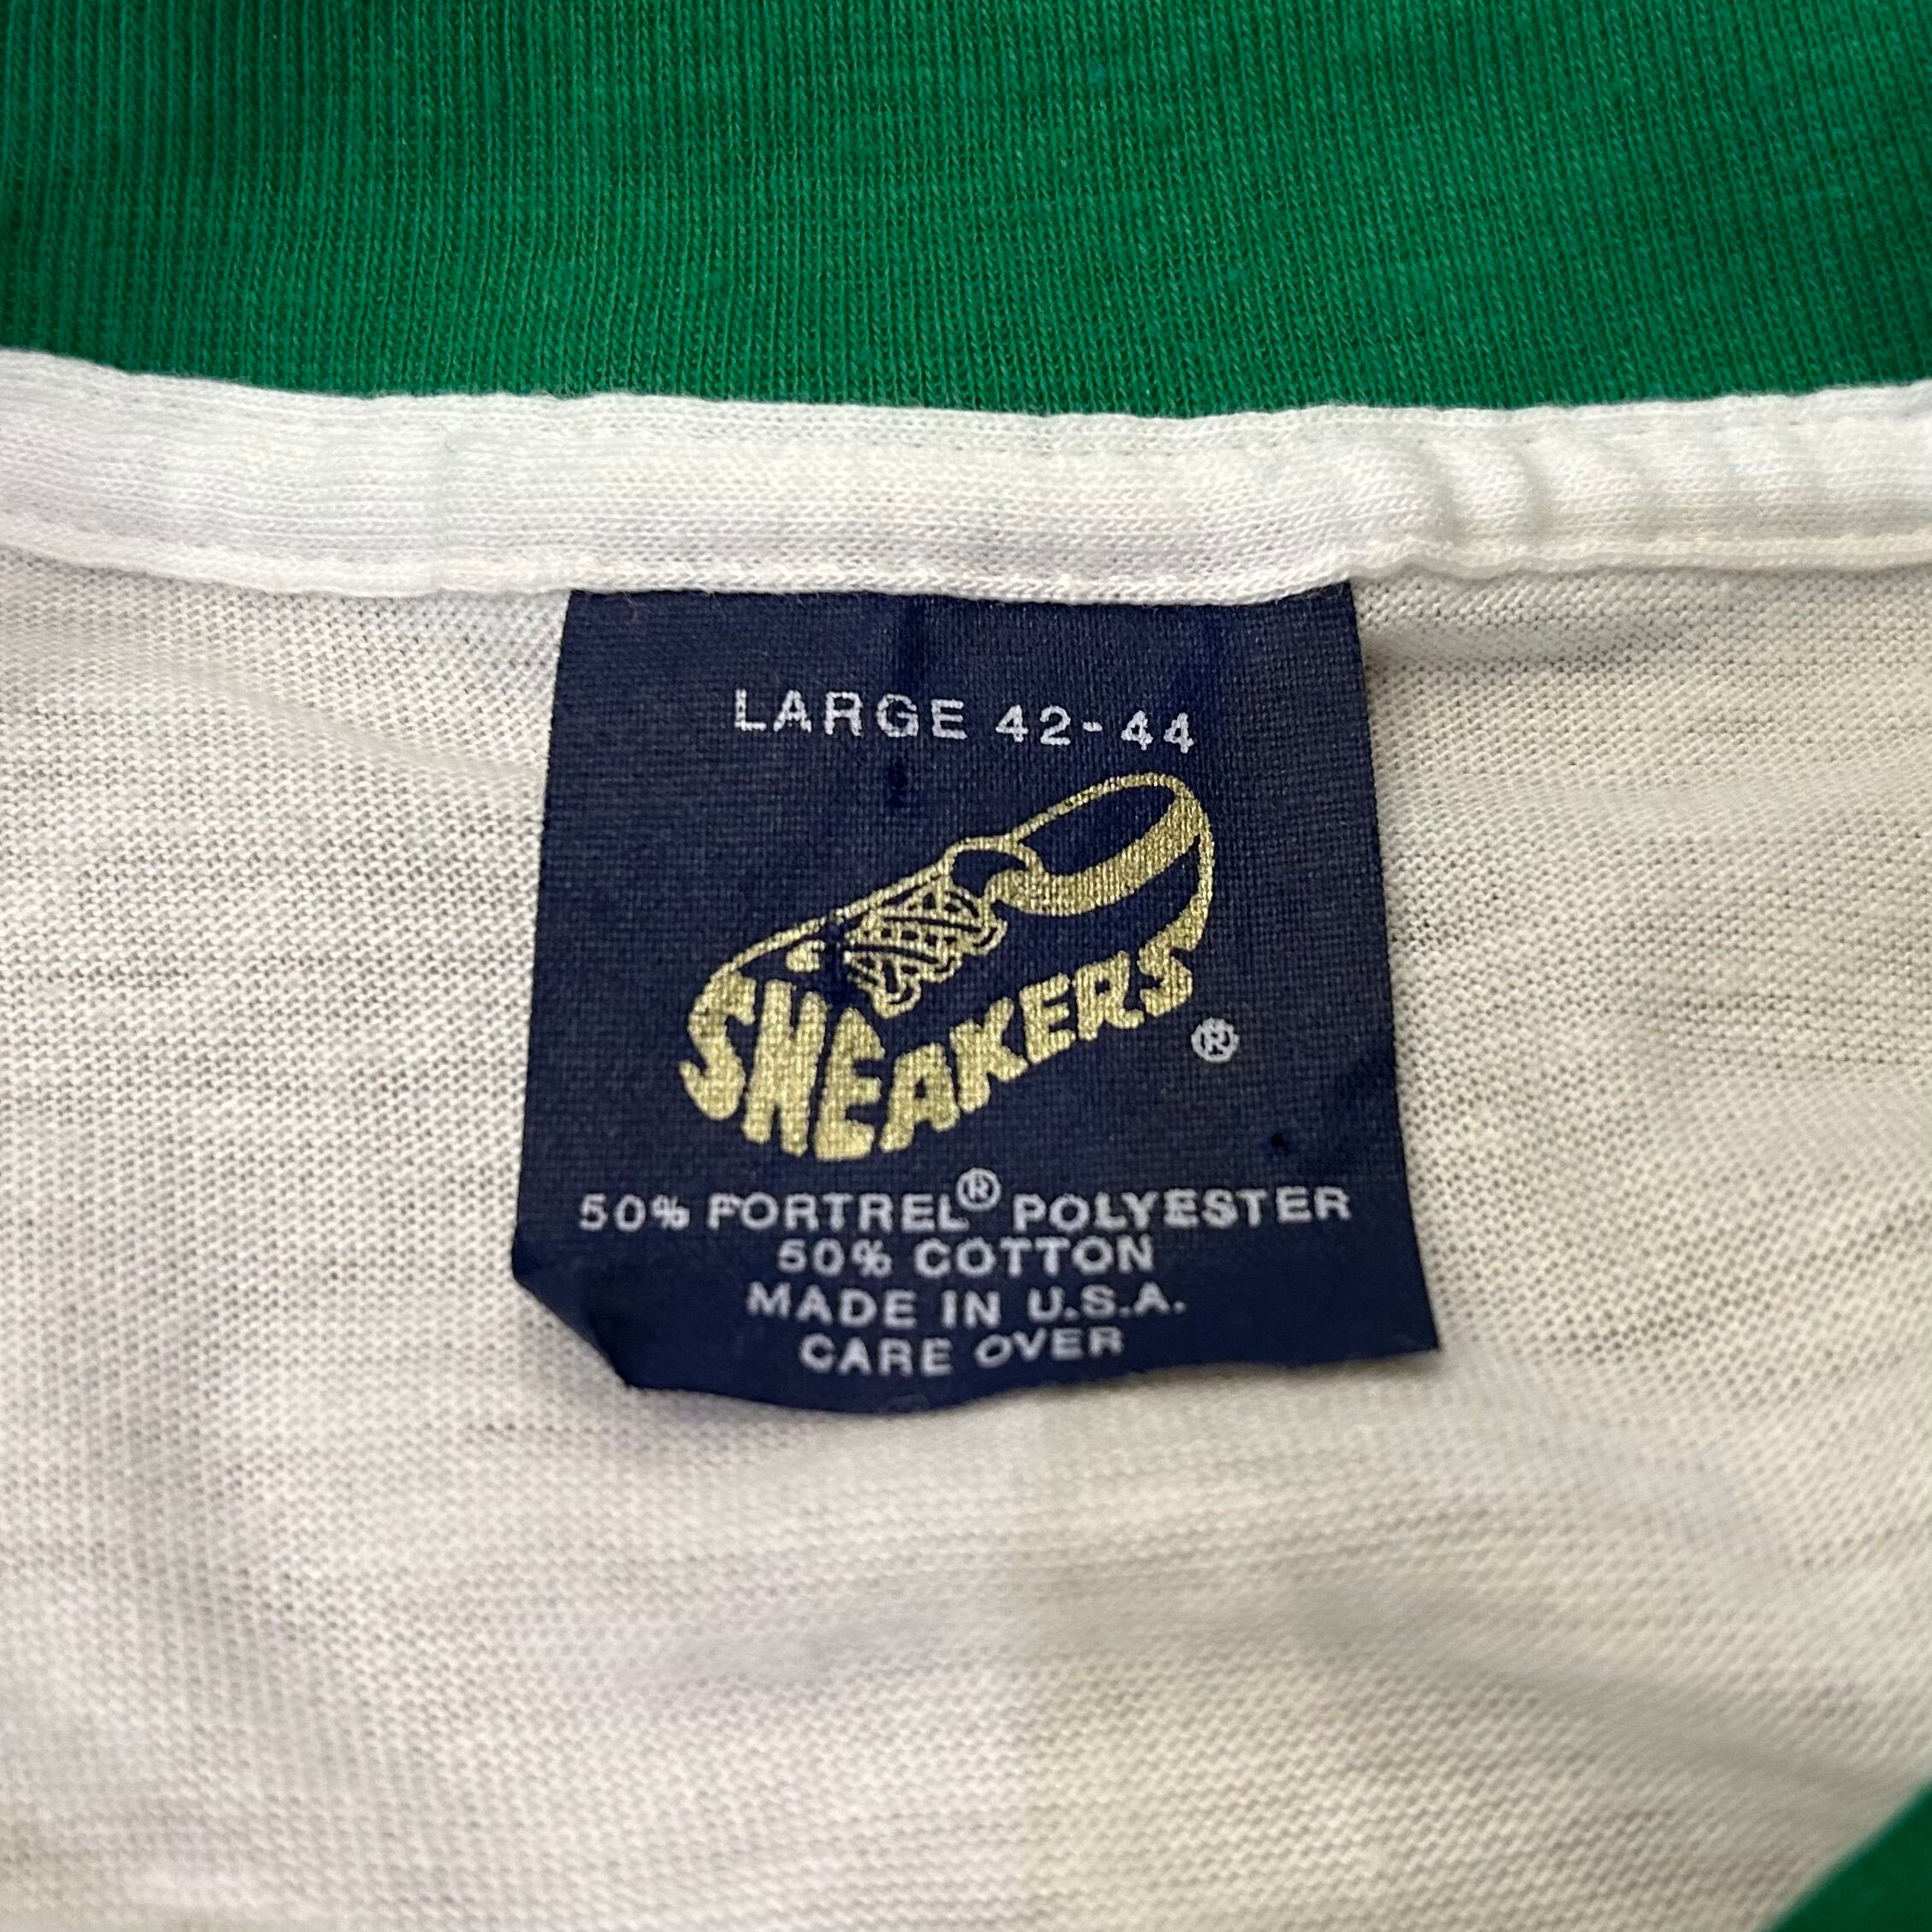 LARGE 42-44
SNEAKERS ®
50% FORTREL® POLYESTER
50% COTTON
MADE IN U.S.A.
CARE OVER